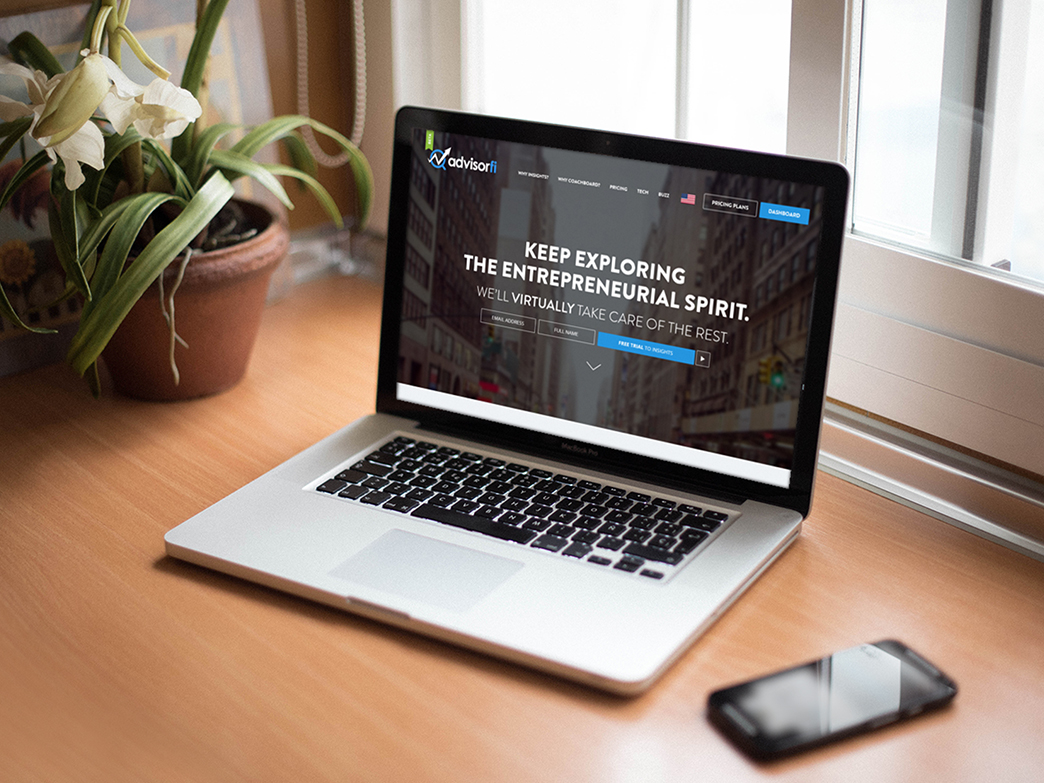 advisorfi
WHY INSIGHTS?
WHY COACHBOARD?
PRICING
TECH
BUZZ
PRICING PLANS
DASHBOARD
KEEP EXPLORING
THE ENTREPRENEURIAL SPIRIT.
WE'LL VIRTUALLY TAKE CARE OF THE REST.
EMAIL ADDRESS
FULL NAME
FREE TRIAL TO INSIGHTS
MacBook Pro